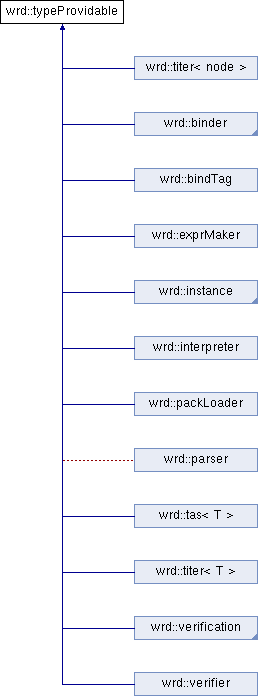 wrd::typeProvidable
wrd::titer< node >
wrd::binder
wrd::bindTag
wrd::exprMaker
wrd::instance
wrd::interpreter
wrd::packLoader
wrd::parser
wrd::tas< T >
wrd::titer< T >
wrd::verification
wrd::verifier